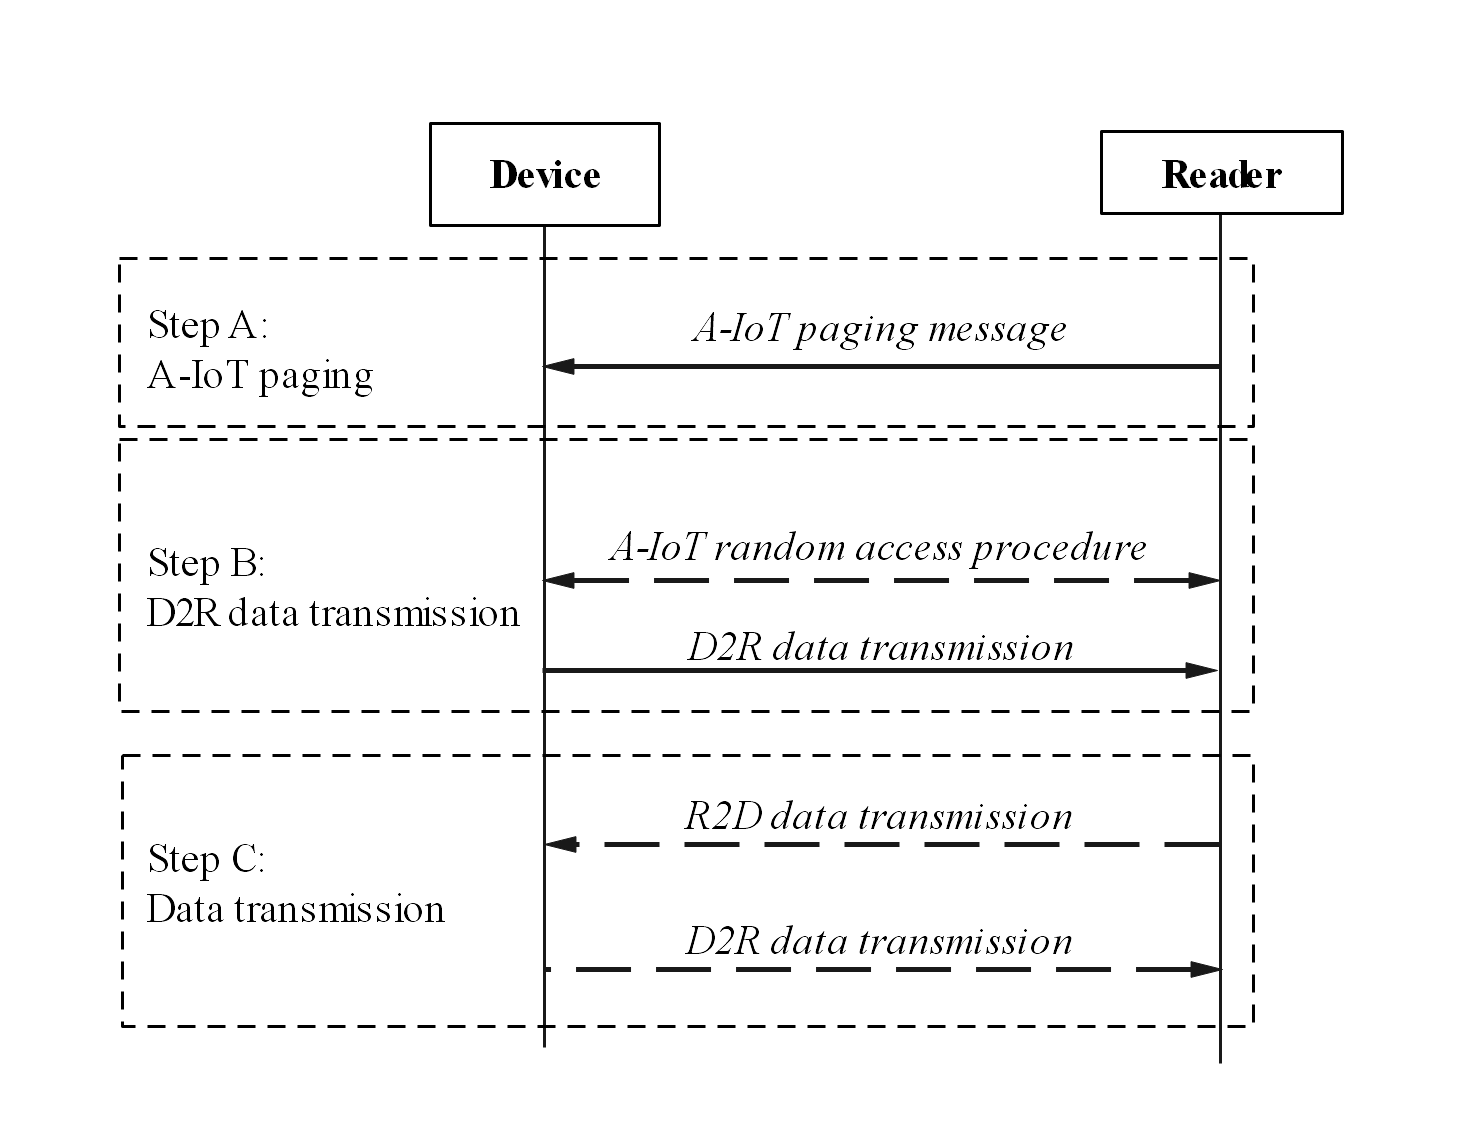 Device
Reader
Step A:
A-IoT paging
A-IoT paging message
Step B:
D2R data transmission
A-IoT random access procedure
D2R data transmission
Step C:
Data transmission
R2D data transmission
D2R data transmission